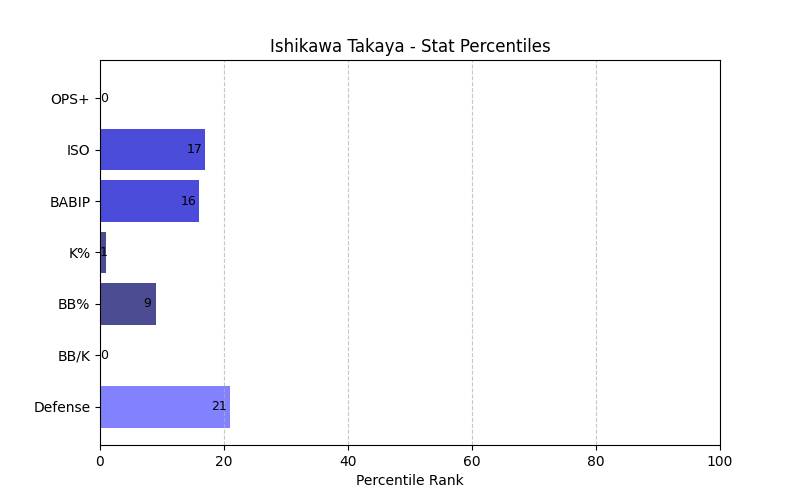 Ishikawa Takaya - Stat Percentiles
OPS+ 0
ISO 17
BABIP 16
K% 1
BB% 9
BB/K 0
Defense 21
0 20 40 60 80 100
Percentile Rank